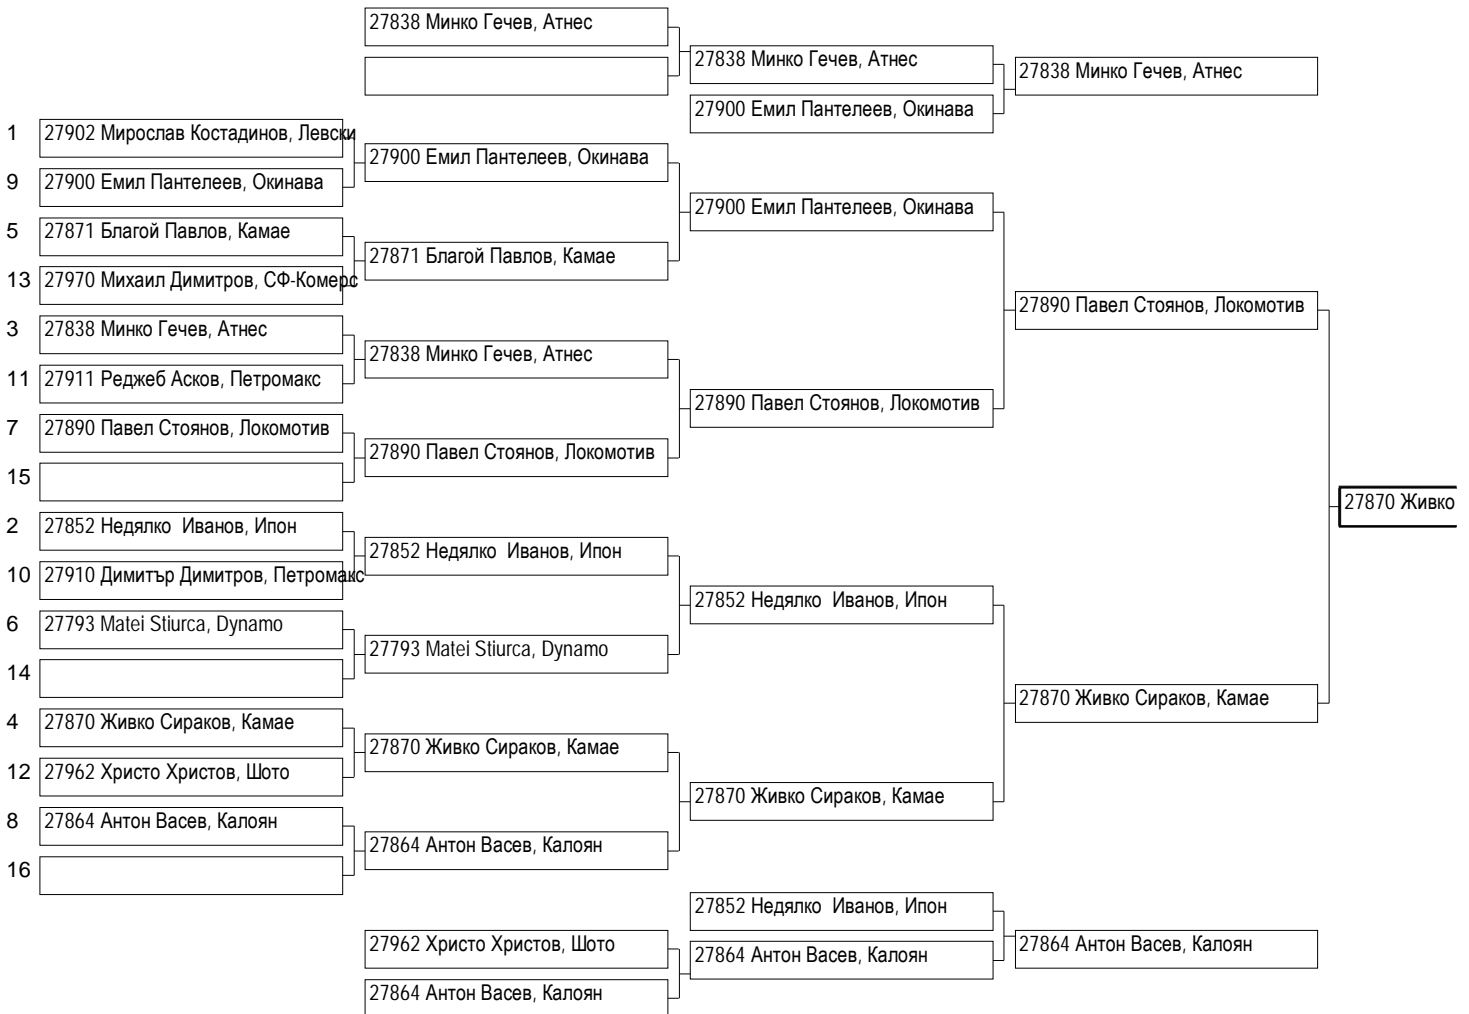 27838 Минко Гечев, Атнес
27838 Минко Гечев, Атнес
27838 Минко Гечев, Атнес
27900 Емил Пантелеев, Окинава
1 27902 Мирослав Костадинов, Левски
27900 Емил Пантелеев, Окинава
9 27900 Емил Пантелеев, Окинава
27900 Емил Пантелеев, Окинава
5 27871 Благой Павлов, Камае
27871 Благой Павлов, Камае
13 27970 Михаил Димитров, СФ-Комерс
27890 Павел Стоянов, Локомотив
3 27838 Минко Гечев, Атнес
27838 Минко Гечев, Атнес
11 27911 Реджеб Асков, Петромакс
27890 Павел Стоянов, Локомотив
7 27890 Павел Стоянов, Локомотив
27890 Павел Стоянов, Локомотив
15
27870 Живко
2 27852 Недялко  Иванов, Ипон
27852 Недялко  Иванов, Ипон
10 27910 Димитър Димитров, Петромакс
27852 Недялко  Иванов, Ипон
6 27793 Matei Stiurca, Dynamo
27793 Matei Stiurca, Dynamo
14
27870 Живко Сираков, Камае
4 27870 Живко Сираков, Камае
27870 Живко Сираков, Камае
12 27962 Христо Христов, Шото
27870 Живко Сираков, Камае
8 27864 Антон Васев, Калоян
27864 Антон Васев, Калоян
16
27852 Недялко  Иванов, Ипон
27962 Христо Христов, Шото
27864 Антон Васев, Калоян
27864 Антон Васев, Калоян
27864 Антон Васев, Калоян